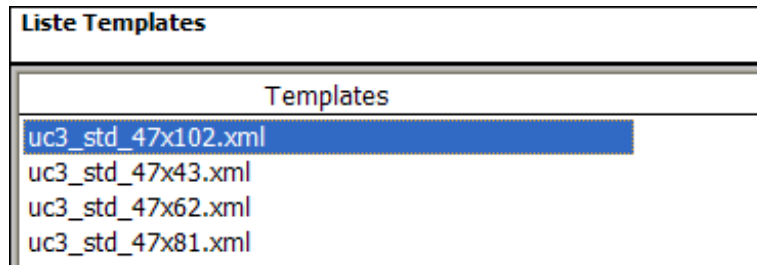 Liste Templates
Templates
uc3_std_47x102.xml
uc3_std_47x43.xml
uc3_std_47x62.xml
uc3_std_47x81.xml